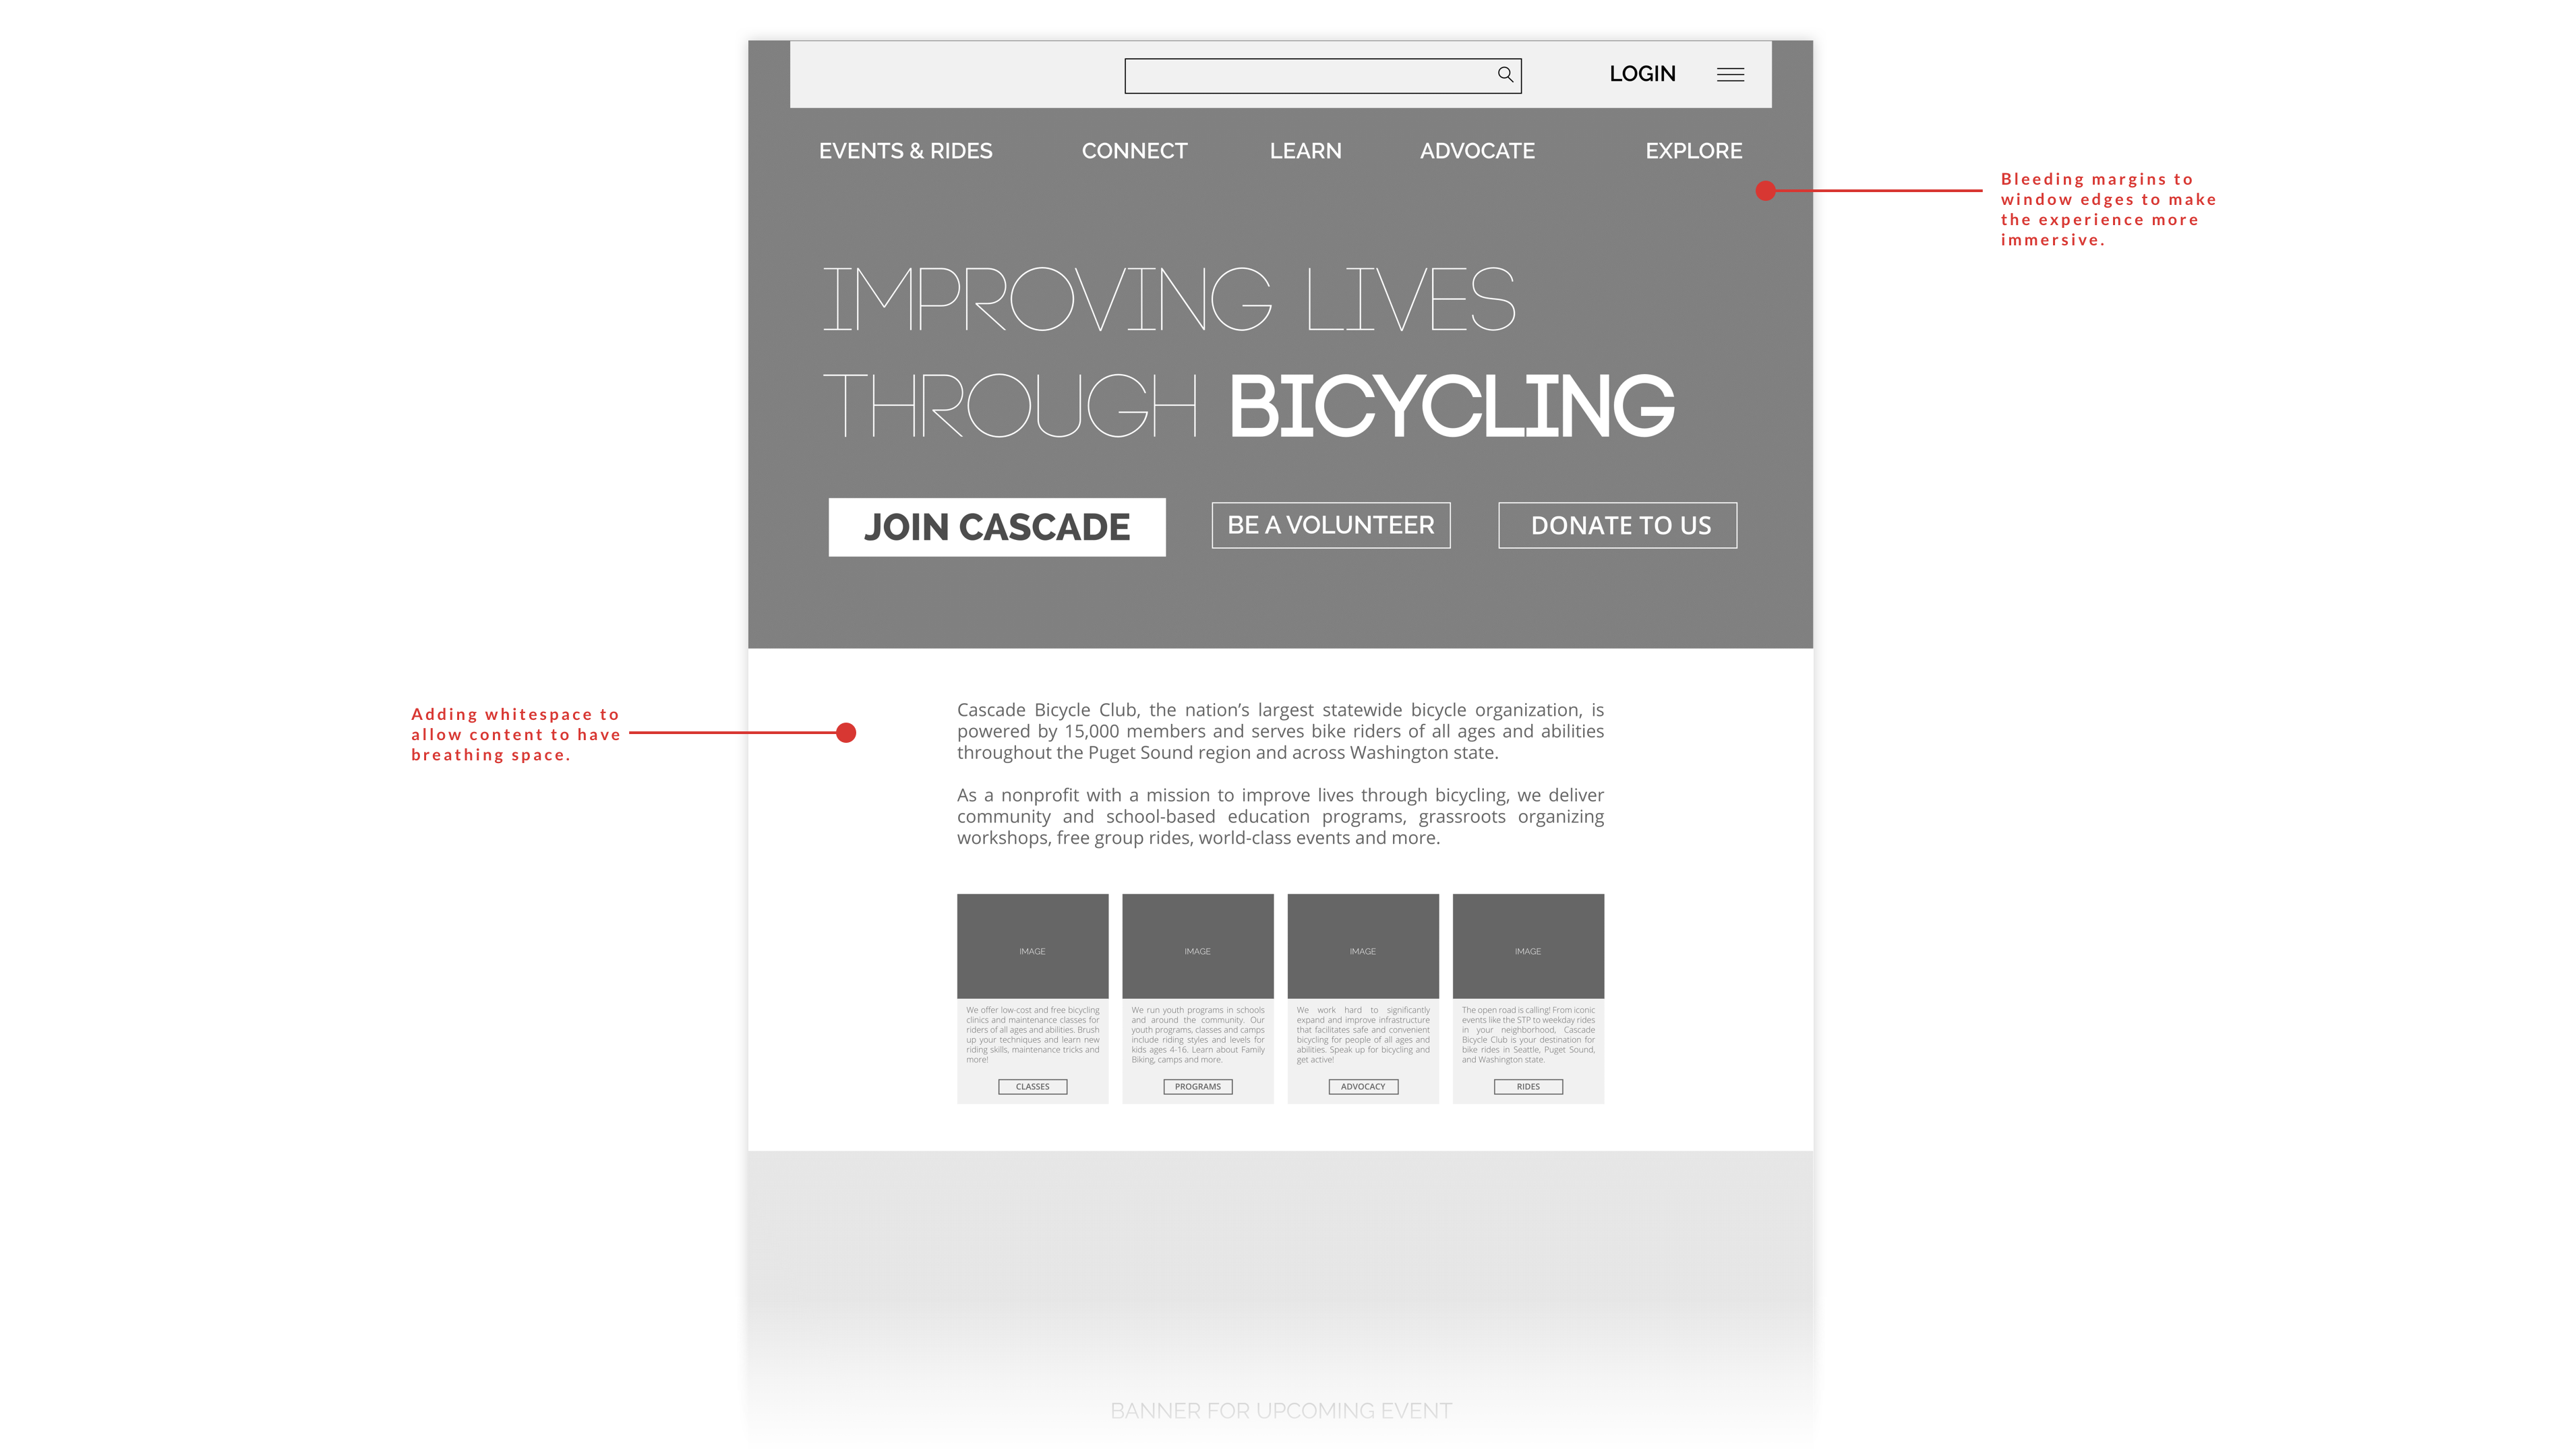 LOGIN
EVENTS & RIDES CONNECT LEARN ADVOCATE EXPLORE
Bleeding margins to
window edges to make
the experience more
immersive.
IMPROVING LIVES
THROUGH BICYCLING
JOIN CASCADE BE A VOLUNTEER DONATE TO US
Adding whitespace to
allow content to have
breathing space.
Cascade Bicycle Club, the nation’s largest statewide bicycle organization, is
powered by 15,000 members and serves bike riders of all ages and abilities
throughout the Puget Sound region and across Washington state.
As a nonprofit with a mission to improve lives through bicycling, we deliver
community and school-based education programs, grassroots organizing
workshops, free group rides, world-class events and more.
IMAGE
We offer low-cost and free bicycling
clinics and maintenance classes for
riders of all ages and abilities. Brush
up your techniques and learn new
riding skills, maintenance tricks and
more!
CLASSES
IMAGE
We run youth programs in schools
and around the community. Our
youth programs, classes and camps
include riding styles and levels for
kids ages 4-16. Learn about Family
Biking, camps and more.
PROGRAMS
IMAGE
We work hard to significantly
expand and improve infrastructure
that facilitates safe and convenient
bicycling for people of all ages and
abilities. Speak up for bicycling and
get active!
ADVOCACY
IMAGE
The open road is calling! From iconic
events like the STP to weekday rides
in your neighborhood, Cascade
Bicycle Club is your destination for
bike rides in Seattle, Puget Sound,
and Washington state.
RIDES
BANNER FOR UPCOMING EVENT